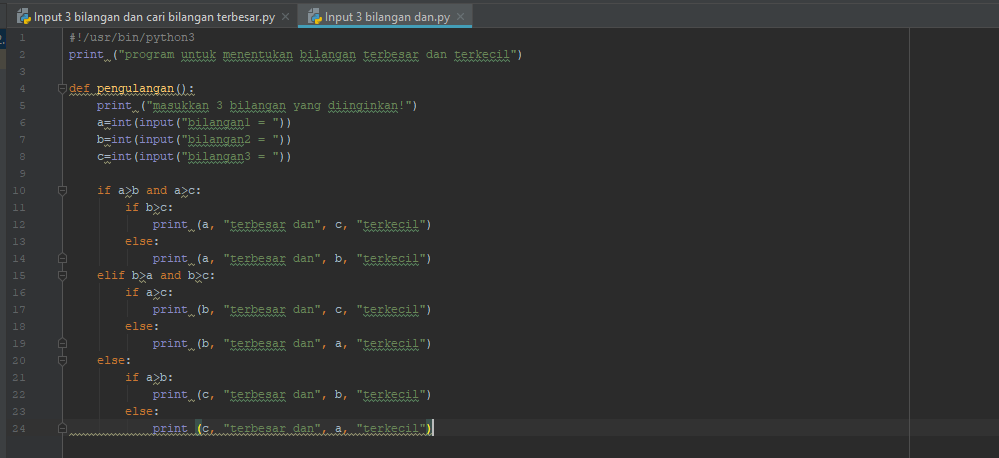 Input 3 bilangan dan cari bilangan terbesar.py × Input 3 bilangan dan.py ×
1 #!/usr/bin/python3
2 print ("program untuk menentukan bilangan terbesar dan terkecil")
3
4 def pengulangan():
5     print ("masukkan 3 bilangan yang diinginkan!")
6     a=int(input("bilangan1 = "))
7     b=int(input("bilangan2 = "))
8     c=int(input("bilangan3 = "))
9
10     if a>b and a>c:
11         if b>c:
12             print (a, "terbesar dan", c, "terkecil")
13         else:
14             print (a, "terbesar dan", b, "terkecil")
15     elif b>a and b>c:
16         if a>c:
17             print (b, "terbesar dan", c, "terkecil")
18         else:
19             print (b, "terbesar dan", a, "terkecil")
20     else:
21         if a>b:
22             print (c, "terbesar dan", b, "terkecil")
23         else:
24             print (c, "terbesar dan", a, "terkecil")